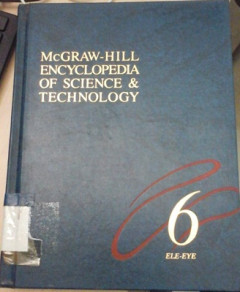 McGRAW-HILL
ENCYCLOPEDIA
OF SCIENCE &
TECHNOLOGY
6
ELE-EYE